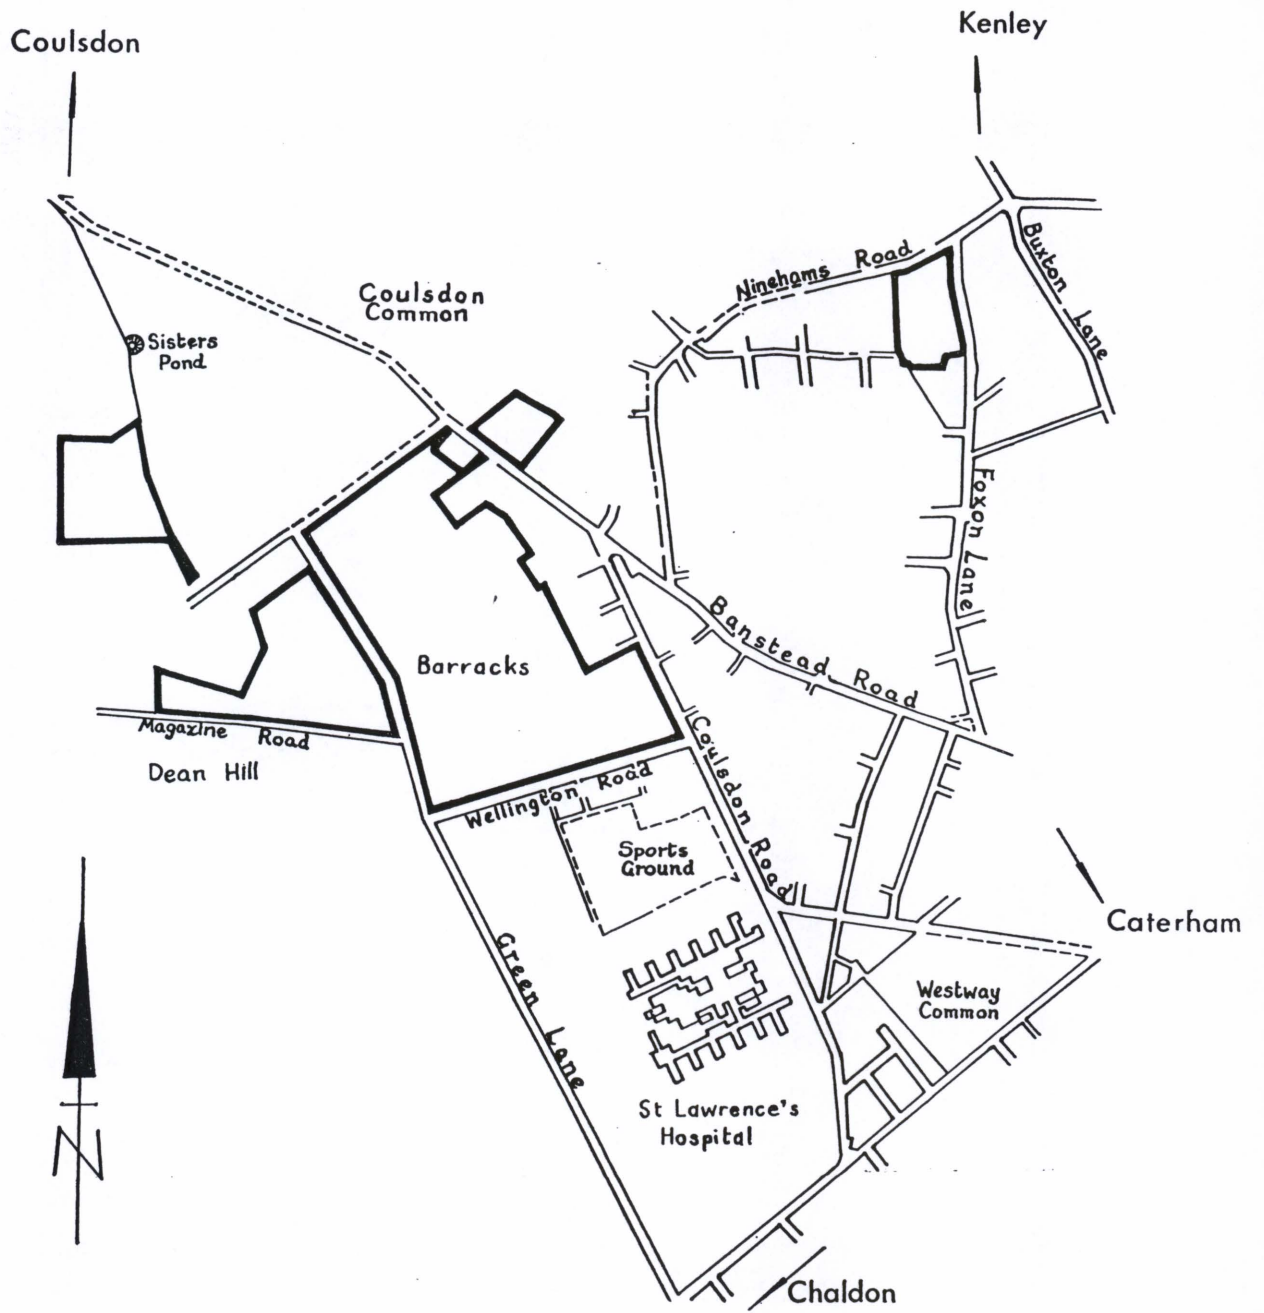 Coulsdon
Kenley
Buxton Lane
Ninehams Road
Coulsdon
Common
Sisters
Pond
Foxon Lane
Banstead Road
Barracks
Magazine Road
Dean Hill
Coulsdon Road
Wellington Road
Sports
Ground
Caterham
Green Lane
Westway
Common
St Lawrence's
Hospital
N
Chaldon